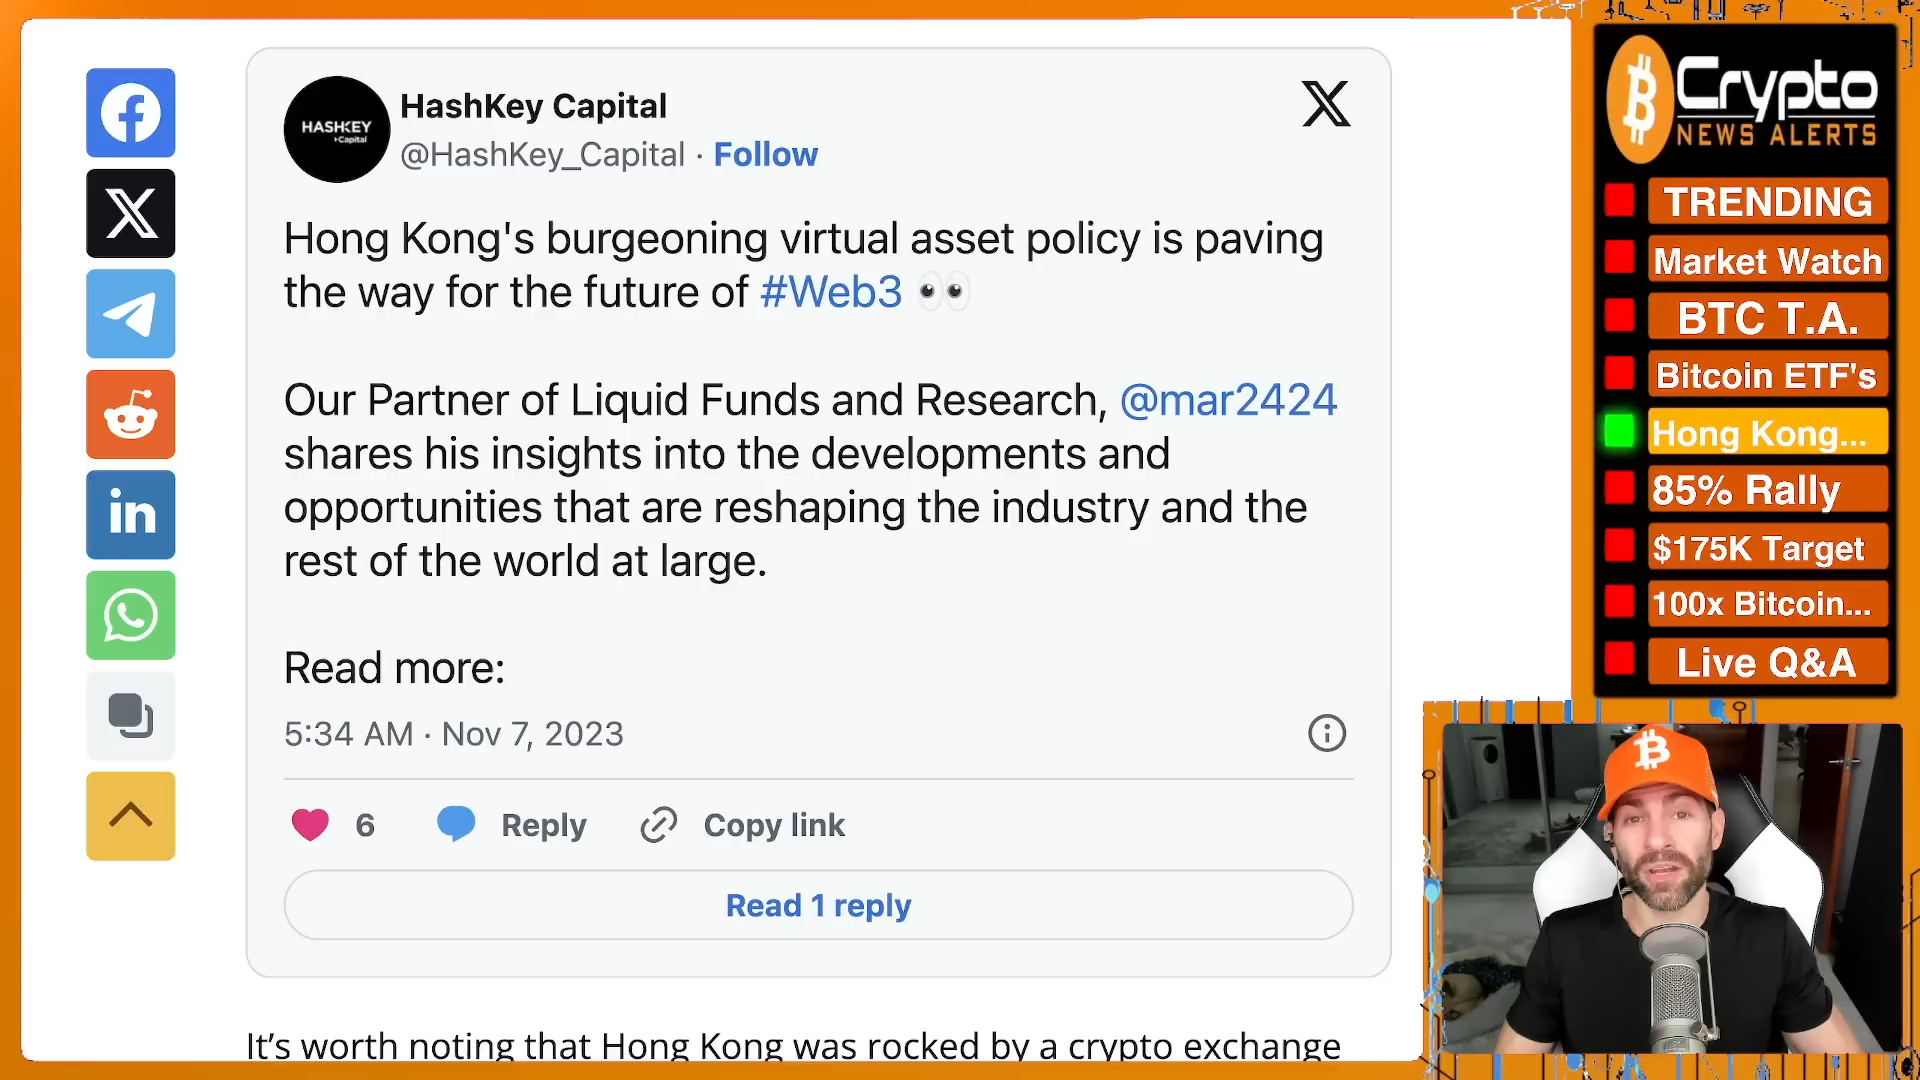 HASHKEY
Capital
HashKey Capital
@HashKey_Capital · Follow
Hong Kong's burgeoning virtual asset policy is paving
the way for the future of #Web3 👀
Our Partner of Liquid Funds and Research, @mar2424
shares his insights into the developments and
opportunities that are reshaping the industry and the
rest of the world at large.
Read more:
5:34 AM · Nov 7, 2023
6 Reply Copy link
Read 1 reply
It's worth noting that Hong Kong was rocked by a crypto exchange
Crypto
NEWS ALERTS
TRENDING
Market Watch
BTC T.A.
Bitcoin ETF's
Hong Kong...
85% Rally
$175K Target
100x Bitcoin...
Live Q&A